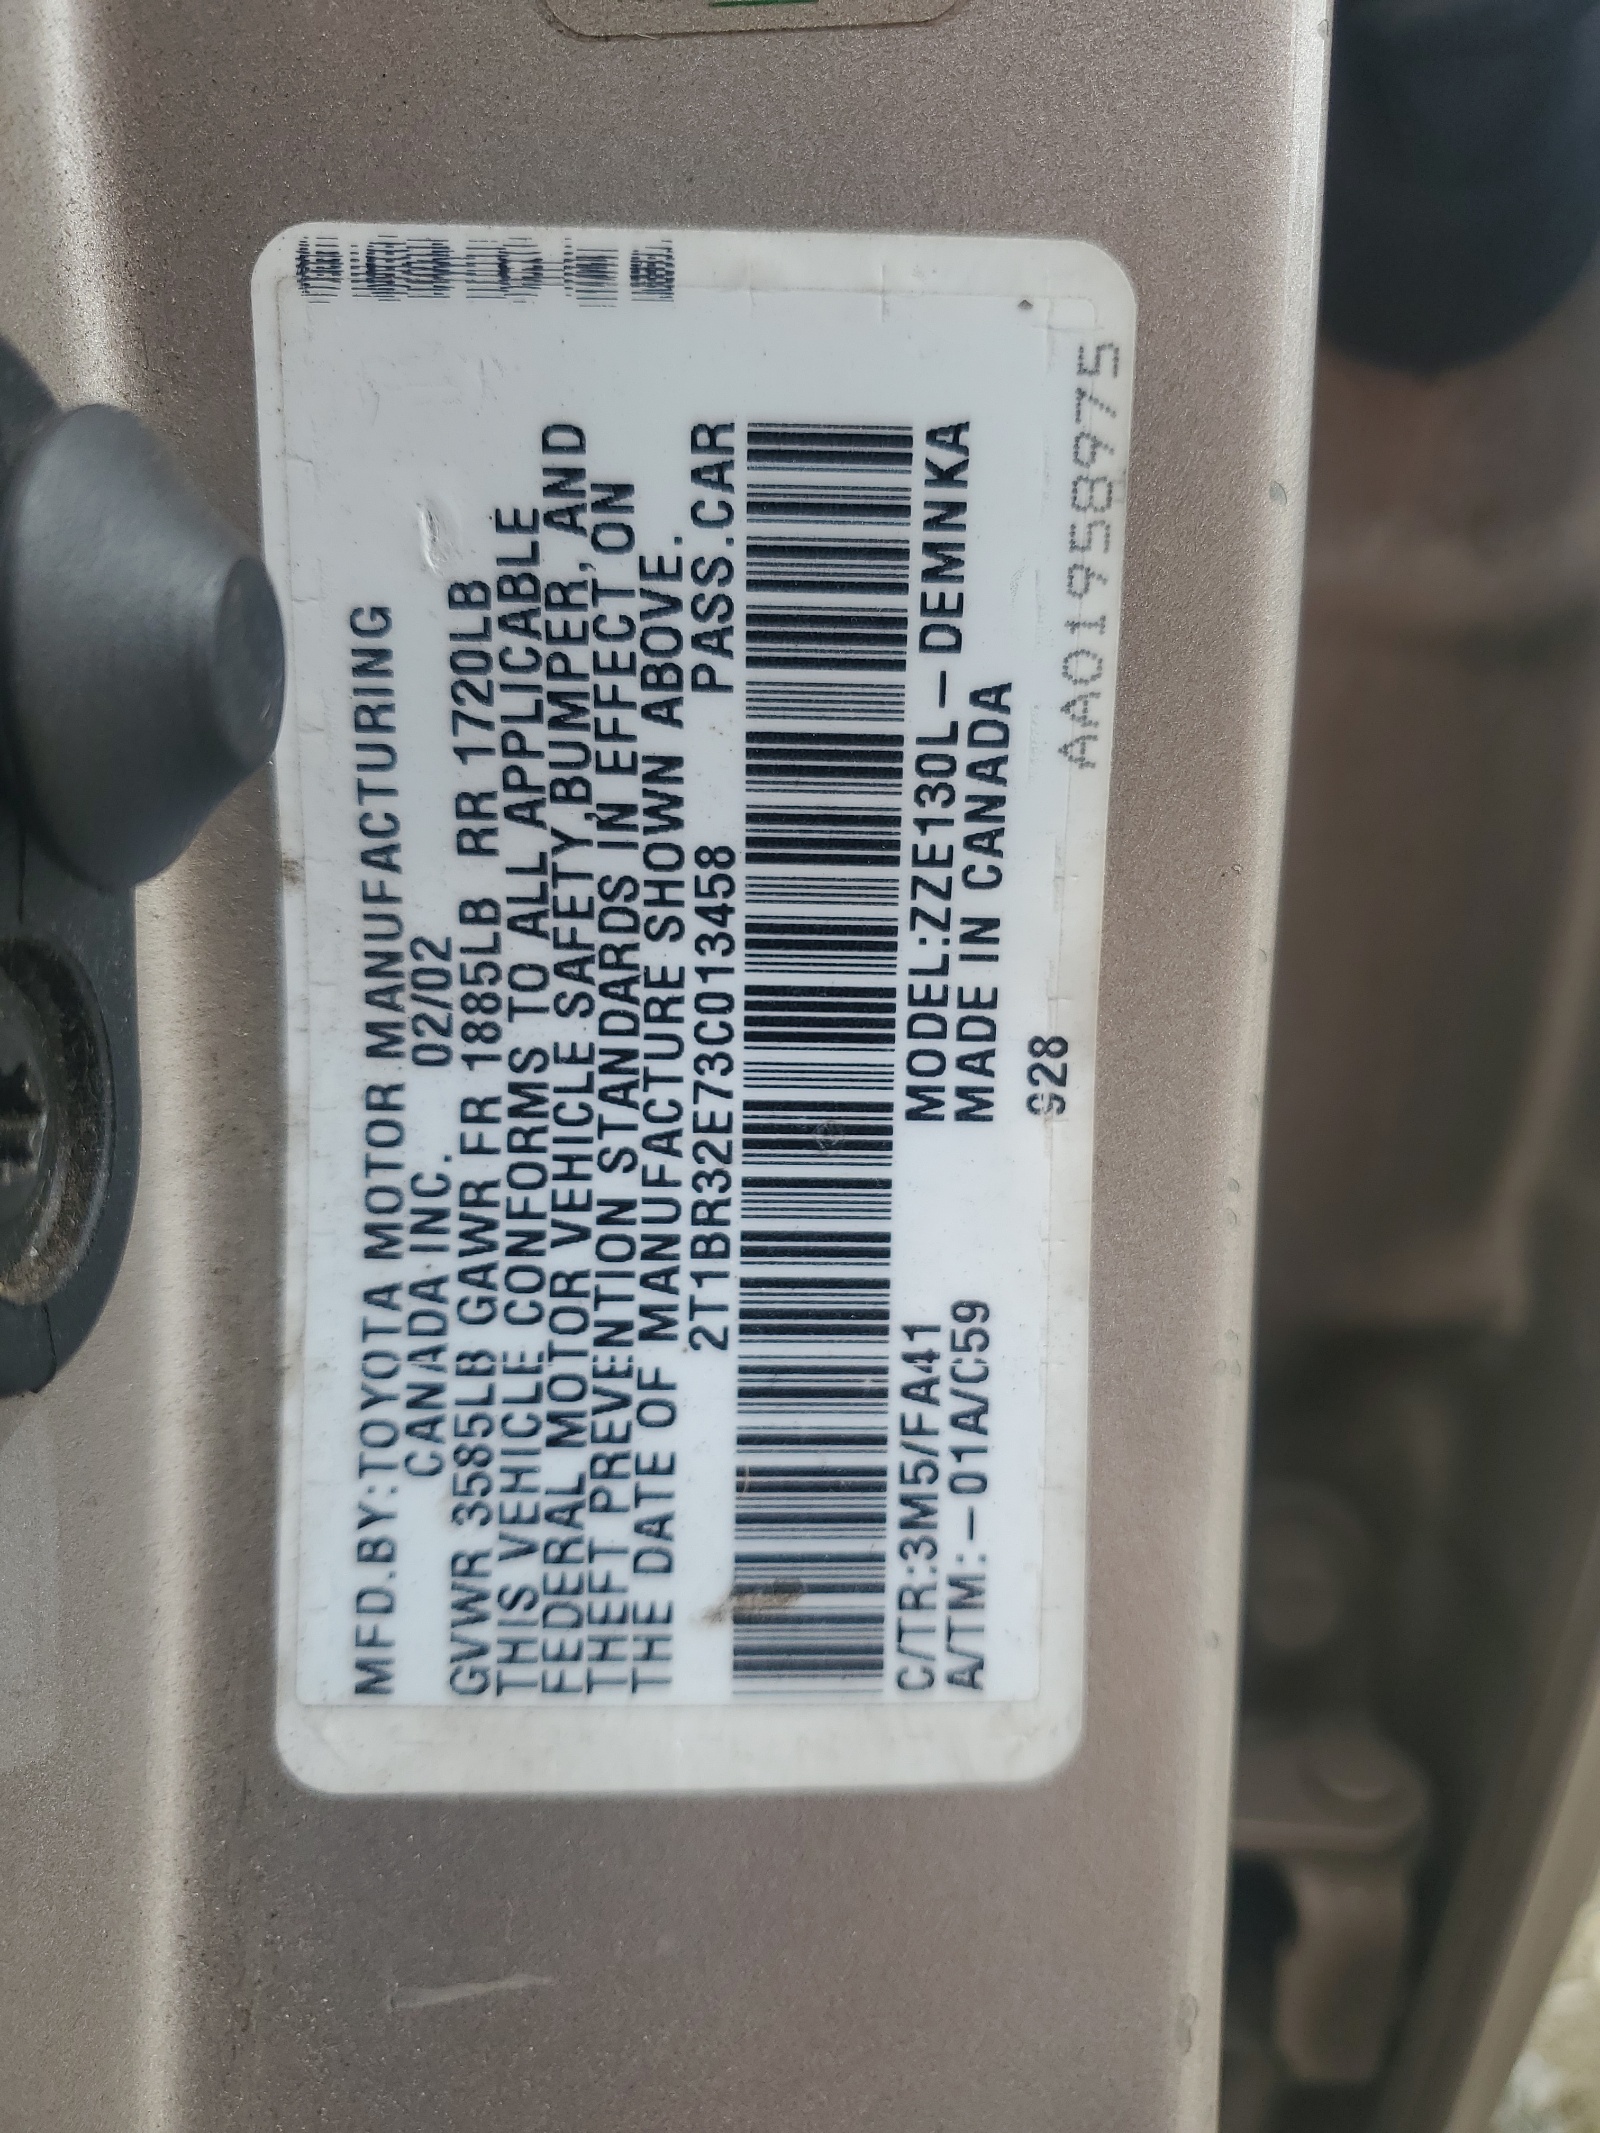 MFD.BY:TOYOTA MOTOR MANUFACTURING
CANADA INC. 02/02
GVWR 3585LB GAWR FR 1885LB RR 1720LB
THIS VEHICLE CONFORMS TO ALL APPLICABLE
FEDERAL MOTOR VEHICLE SAFETY,BUMPER, AND
THEFT PREVENTION STANDARDS IN EFFECT ON
THE DATE OF MANUFACTURE SHOWN ABOVE.
2T1BR32E73C013458 PASS.CAR
C/TR:3M5/FA41 MODEL:ZZE130L-DEMNKA
A/TM:-01A/C59 MADE IN CANADA
928
AA01958975